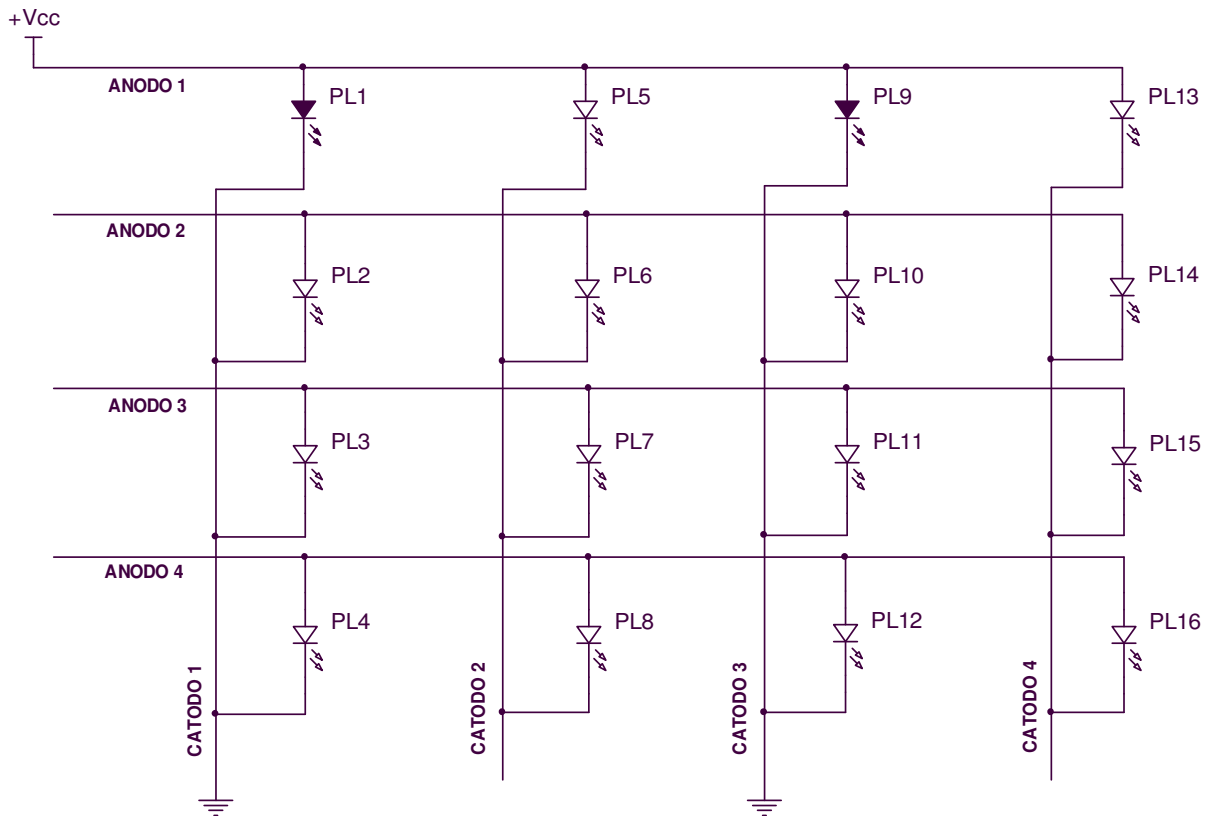 +Vcc
ANODO 1
PL1
PL5
PL9
PL13
ANODO 2
PL2
PL6
PL10
PL14
ANODO 3
PL3
PL7
PL11
PL15
ANODO 4
PL4
PL8
PL12
PL16
CATODO 1
CATODO 2
CATODO 3
CATODO 4